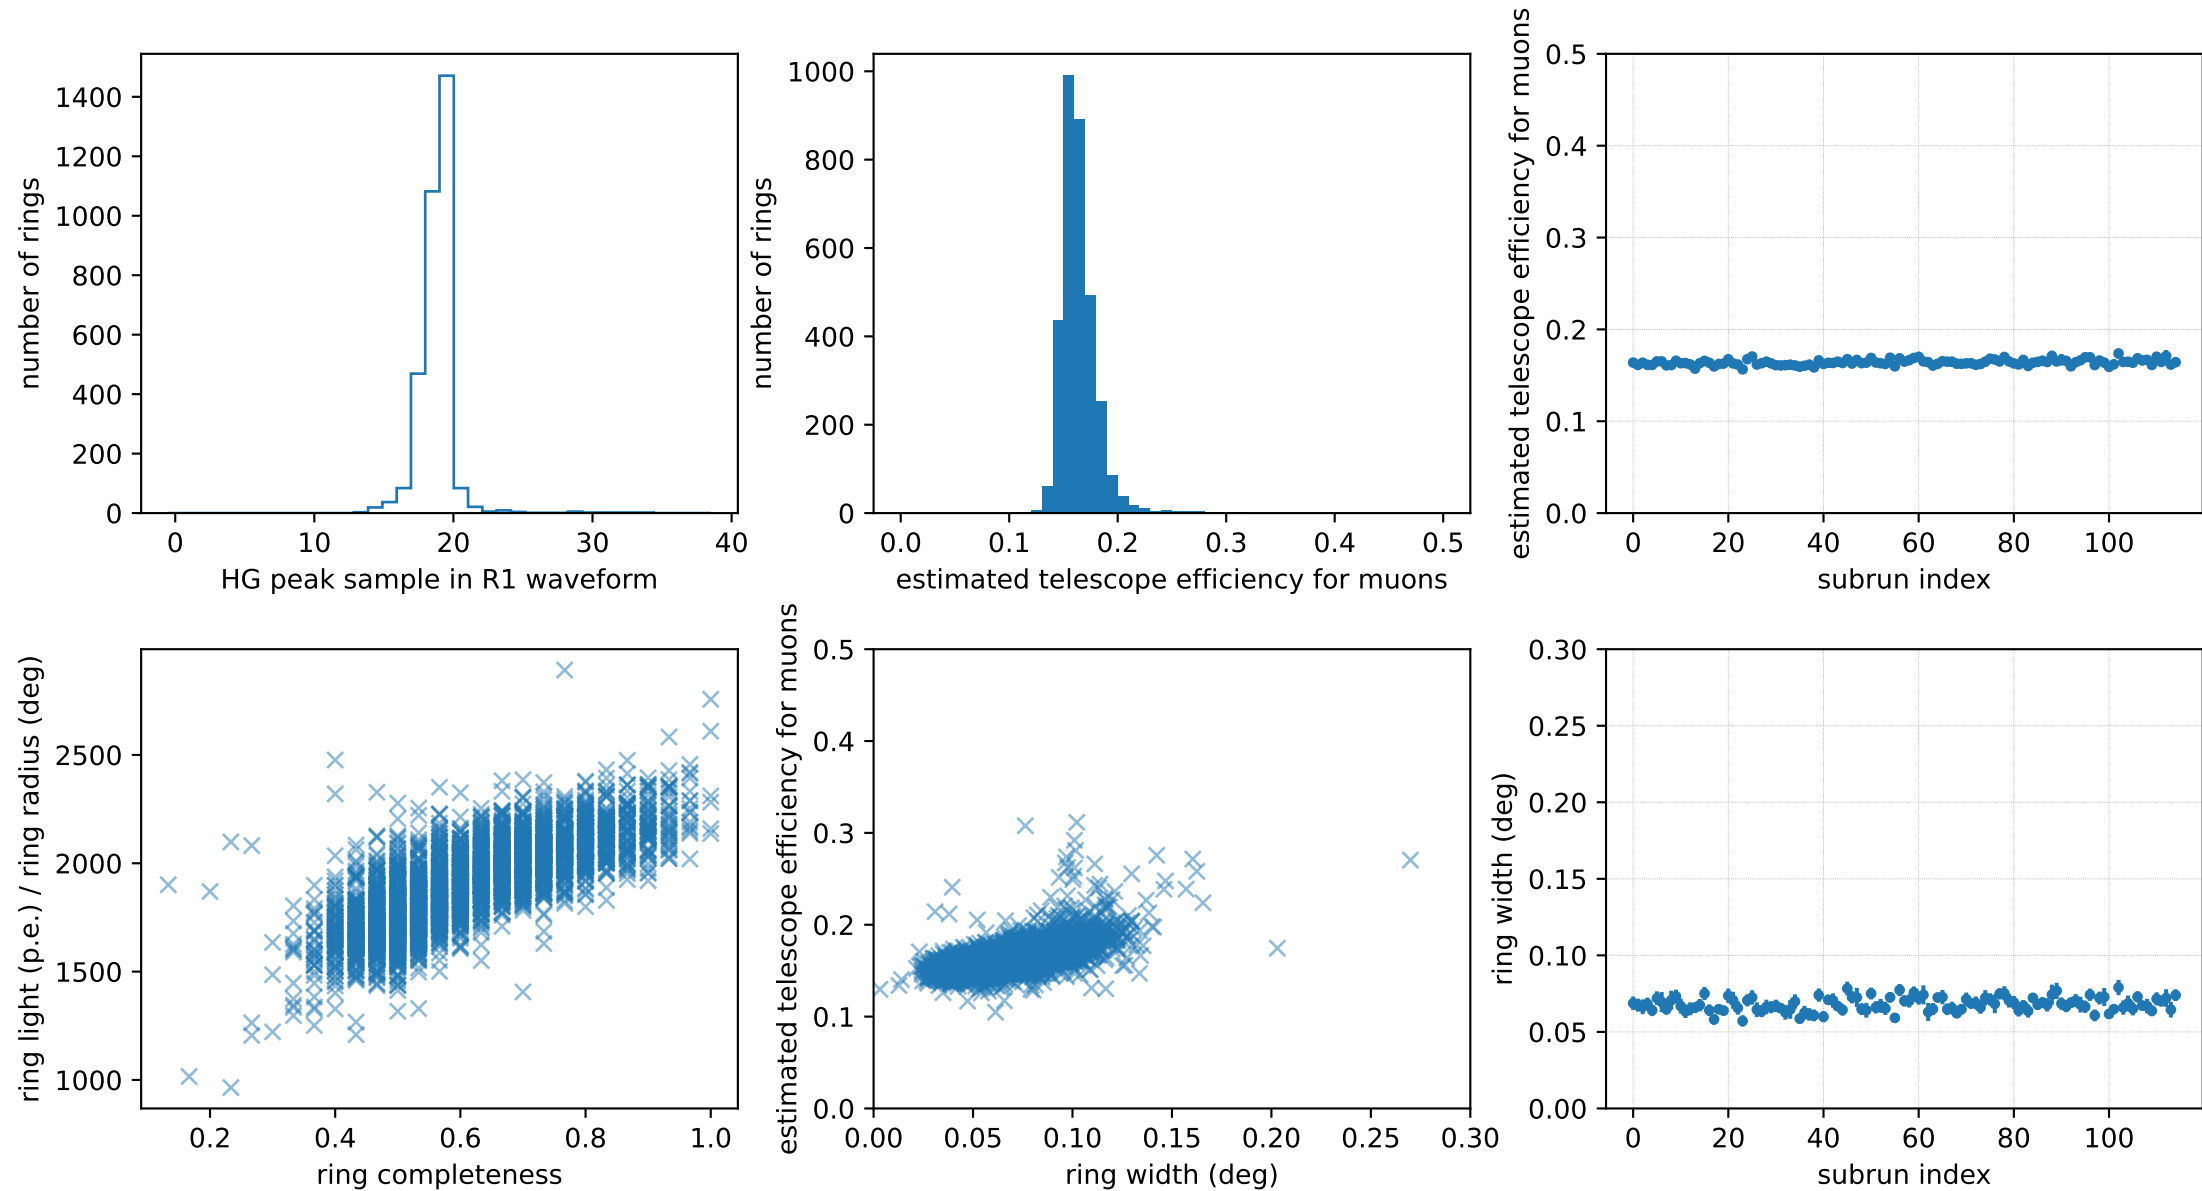 number of rings
1400
1200
1000
800
600
400
200
0
0 10 20 30 40
HG peak sample in R1 waveform
number of rings
1000
800
600
400
200
0
0.0 0.1 0.2 0.3 0.4 0.5
estimated telescope efficiency for muons
estimated telescope efficiency for muons
0.5
0.4
0.3
0.2
0.1
0.0
0 20 40 60 80 100
subrun index
ring light (p.e.) / ring radius (deg)
2500
2000
1500
1000
0.2 0.4 0.6 0.8 1.0
ring completeness
estimated telescope efficiency for muons
0.5
0.4
0.3
0.2
0.1
0.0
0.00 0.05 0.10 0.15 0.20 0.25 0.30
ring width (deg)
ring width (deg)
0.30
0.25
0.20
0.15
0.10
0.05
0.00
0 20 40 60 80 100
subrun index